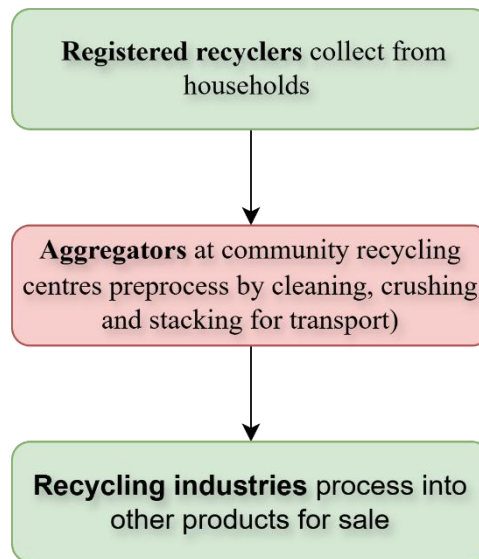 Registered recyclers collect from
households
Aggregators at community recycling
centres preprocess by cleaning, crushing
and stacking for transport)
Recycling industries process into
other products for sale